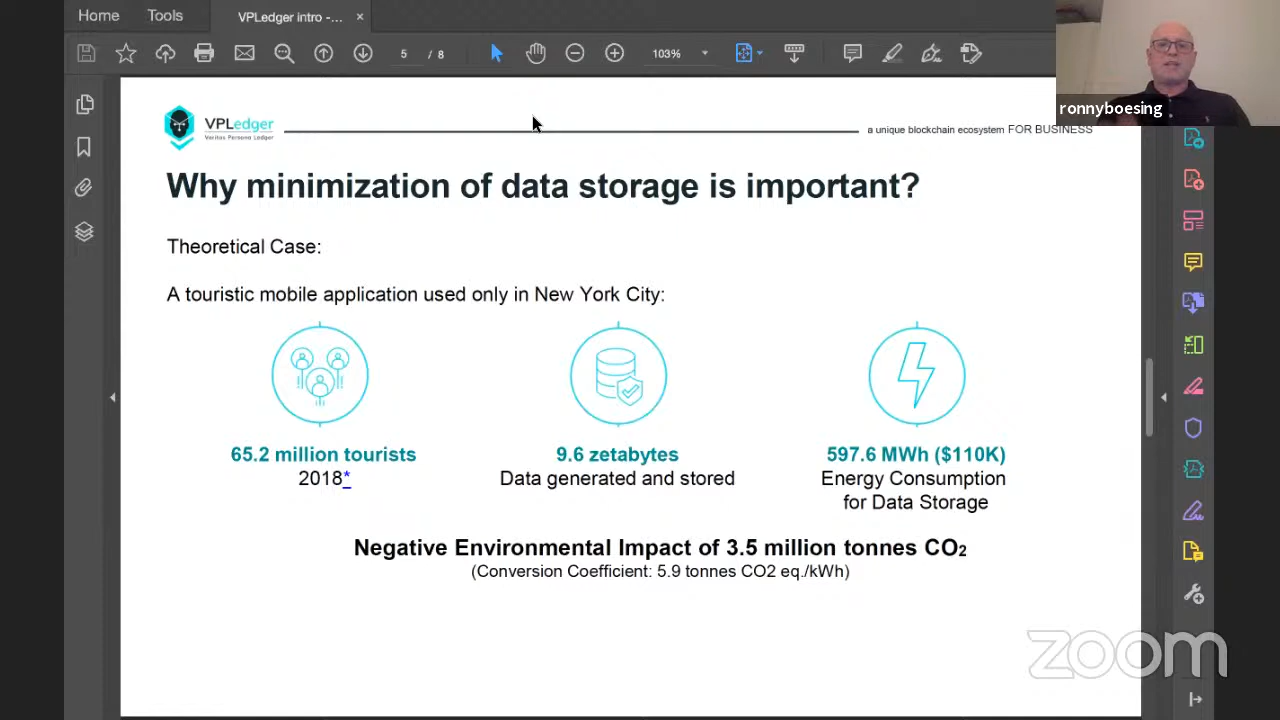 Home Tools VPLedger intro -... ×
5 / 8 103%
ronnyboesing
VPLedger
Veritas Persona Ledger
a unique blockchain ecosystem FOR BUSINESS
Why minimization of data storage is important?
Theoretical Case:
A touristic mobile application used only in New York City:
65.2 million tourists
2018*
9.6 zetabytes
Data generated and stored
597.6 MWh ($110K)
Energy Consumption
for Data Storage
Negative Environmental Impact of 3.5 million tonnes CO₂
(Conversion Coefficient: 5.9 tonnes CO2 eq./kWh)
zoom